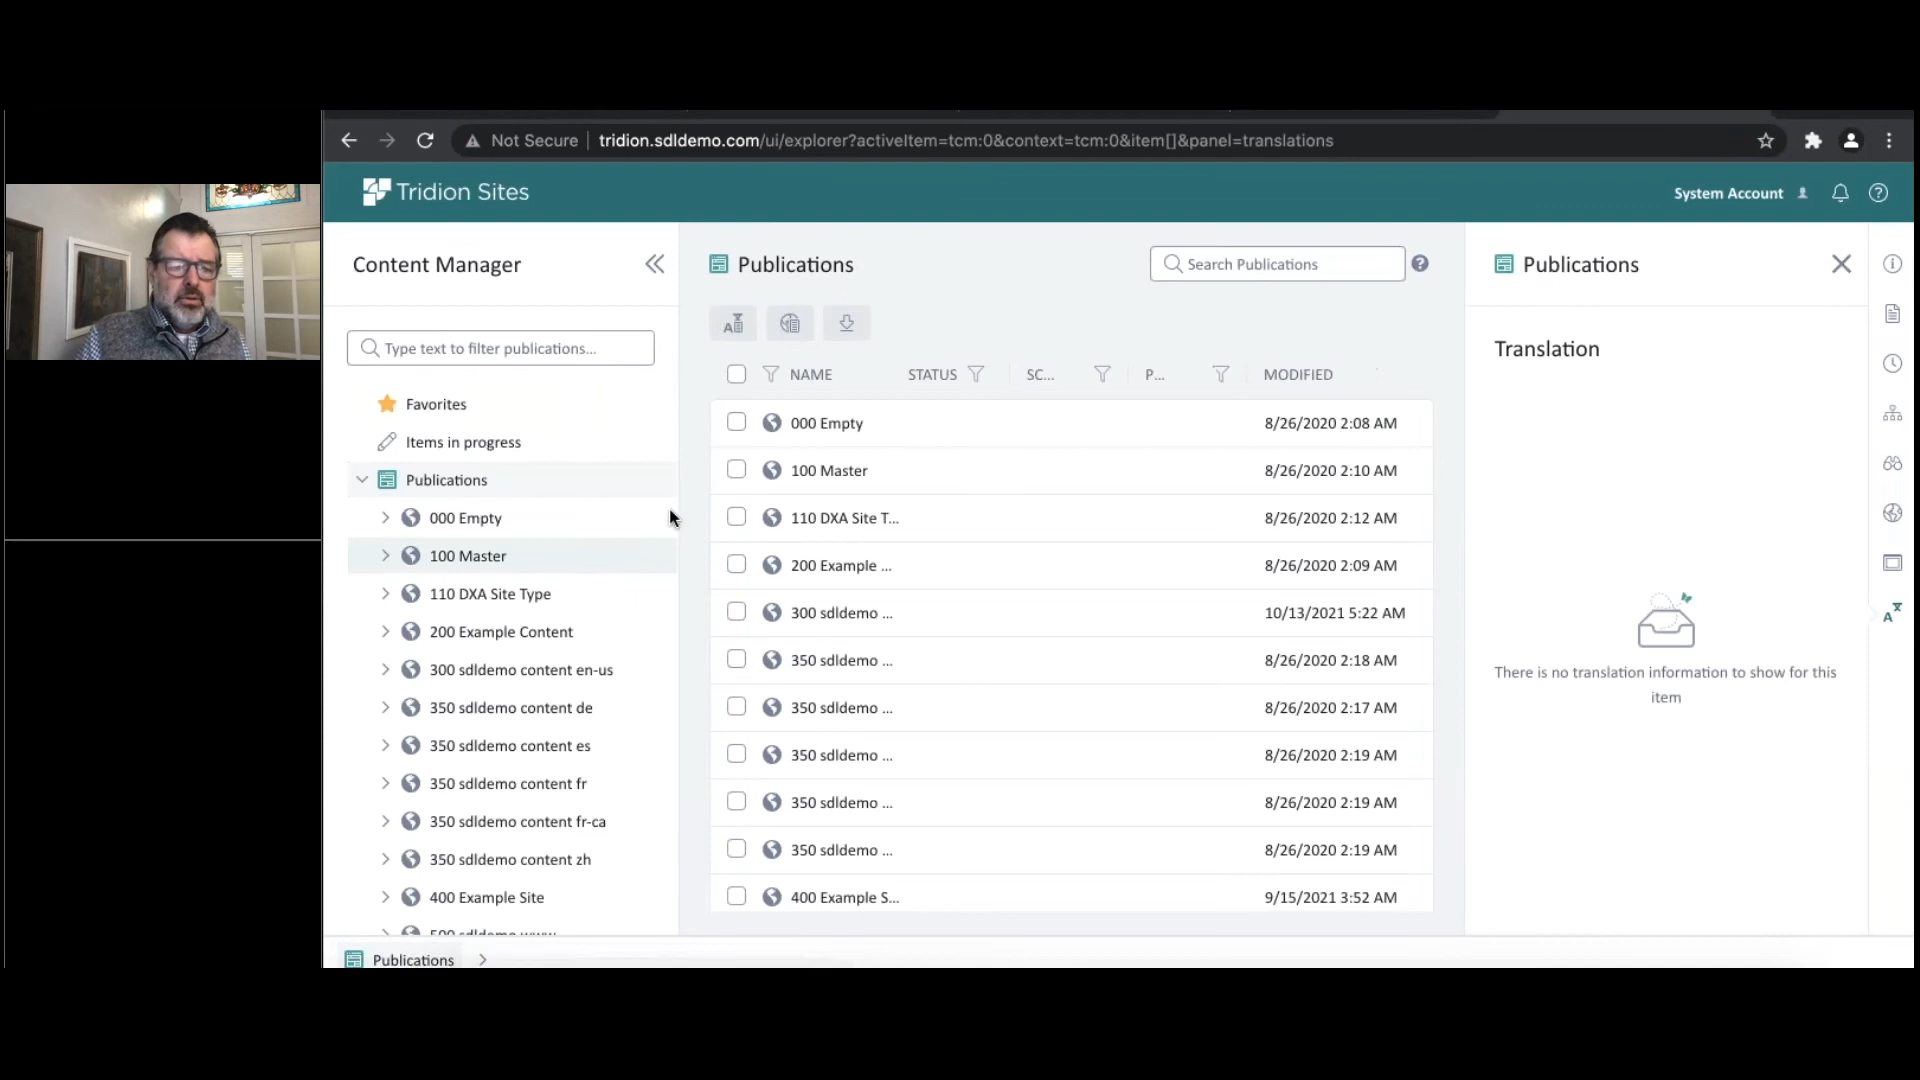 Not Secure | tridion.sdldemo.com/ui/explorer?activeItem=tcm:0&context=tcm:0&item[]&panel=translations
Tridion Sites
System Account
Content Manager
Type text to filter publications...
Favorites
Items in progress
Publications
000 Empty
100 Master
110 DXA Site Type
200 Example Content
300 sdldemo content en-us
350 sdldemo content de
350 sdldemo content es
350 sdldemo content fr
350 sdldemo content fr-ca
350 sdldemo content zh
400 Example Site
500 sdldemo www
Publications
Publications
Search Publications
NAME STATUS SC... P... MODIFIED
000 Empty 8/26/2020 2:08 AM
100 Master 8/26/2020 2:10 AM
110 DXA Site T... 8/26/2020 2:12 AM
200 Example ... 8/26/2020 2:09 AM
300 sdldemo ... 10/13/2021 5:22 AM
350 sdldemo ... 8/26/2020 2:18 AM
350 sdldemo ... 8/26/2020 2:17 AM
350 sdldemo ... 8/26/2020 2:19 AM
350 sdldemo ... 8/26/2020 2:19 AM
350 sdldemo ... 8/26/2020 2:19 AM
400 Example S... 9/15/2021 3:52 AM
Publications
Translation
There is no translation information to show for this
item